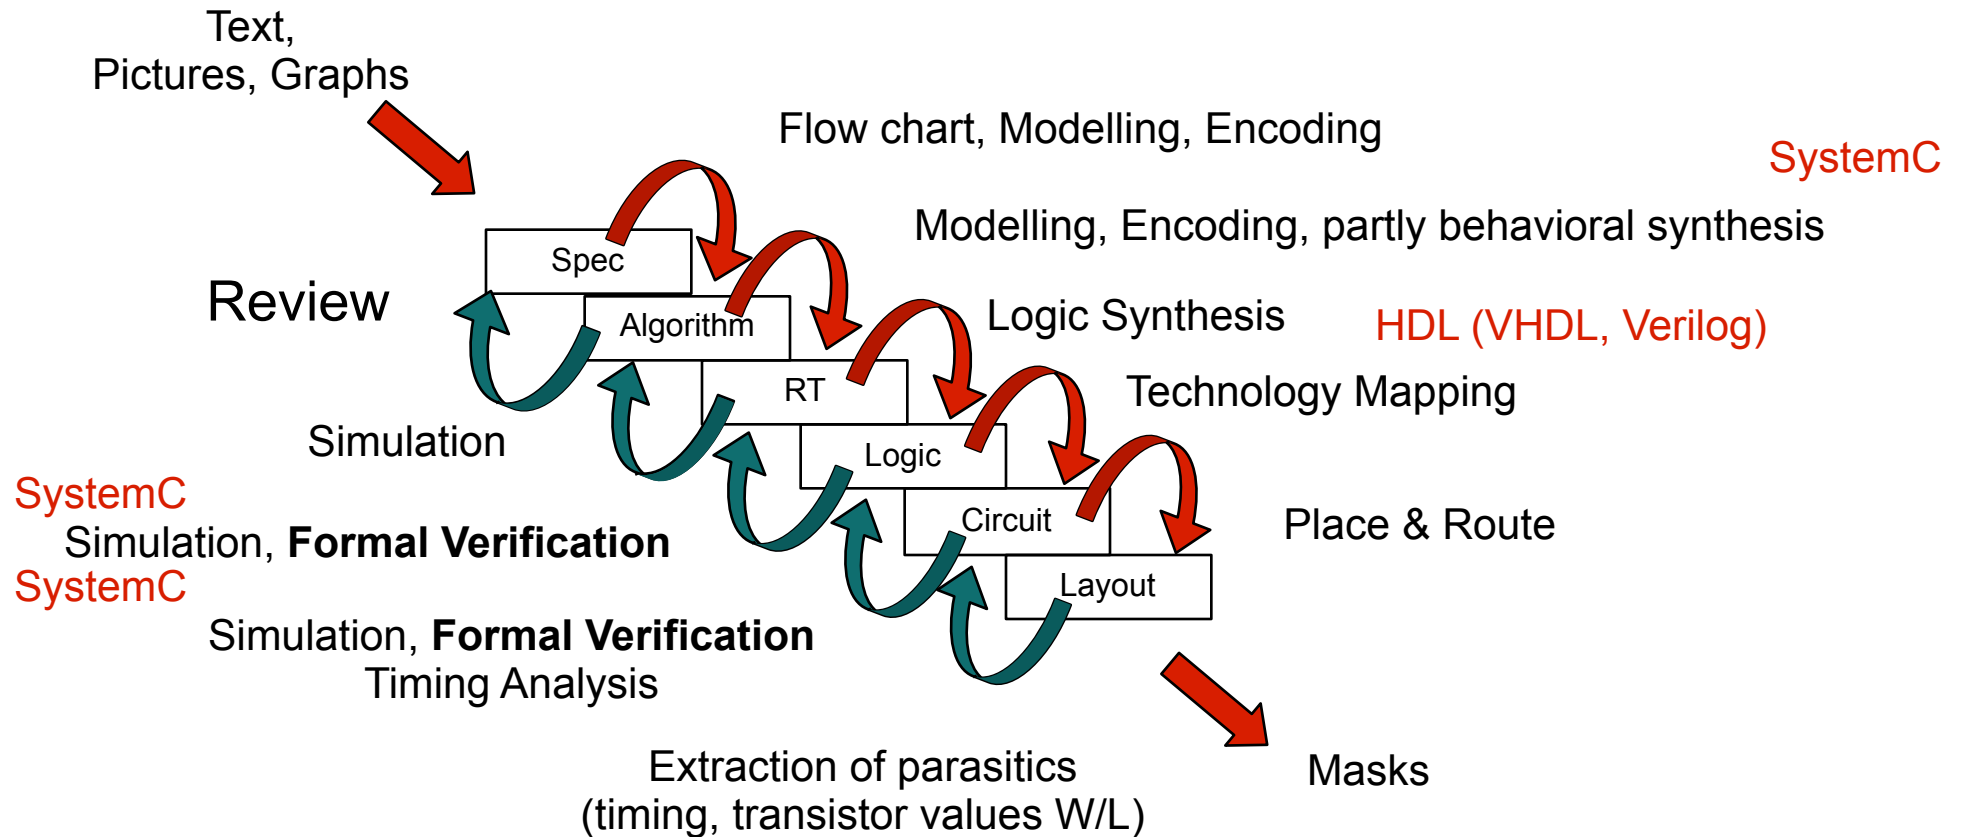 Text,
Pictures, Graphs
Flow chart, Modelling, Encoding
SystemC
Modelling, Encoding, partly behavioral synthesis
Spec
Review
Algorithm
Logic Synthesis
HDL (VHDL, Verilog)
RT
Technology Mapping
Simulation
Logic
SystemC
Circuit
Place & Route
Simulation, Formal Verification
SystemC
Layout
Simulation, Formal Verification
Timing Analysis
Extraction of parasitics
(timing, transistor values W/L)
Masks